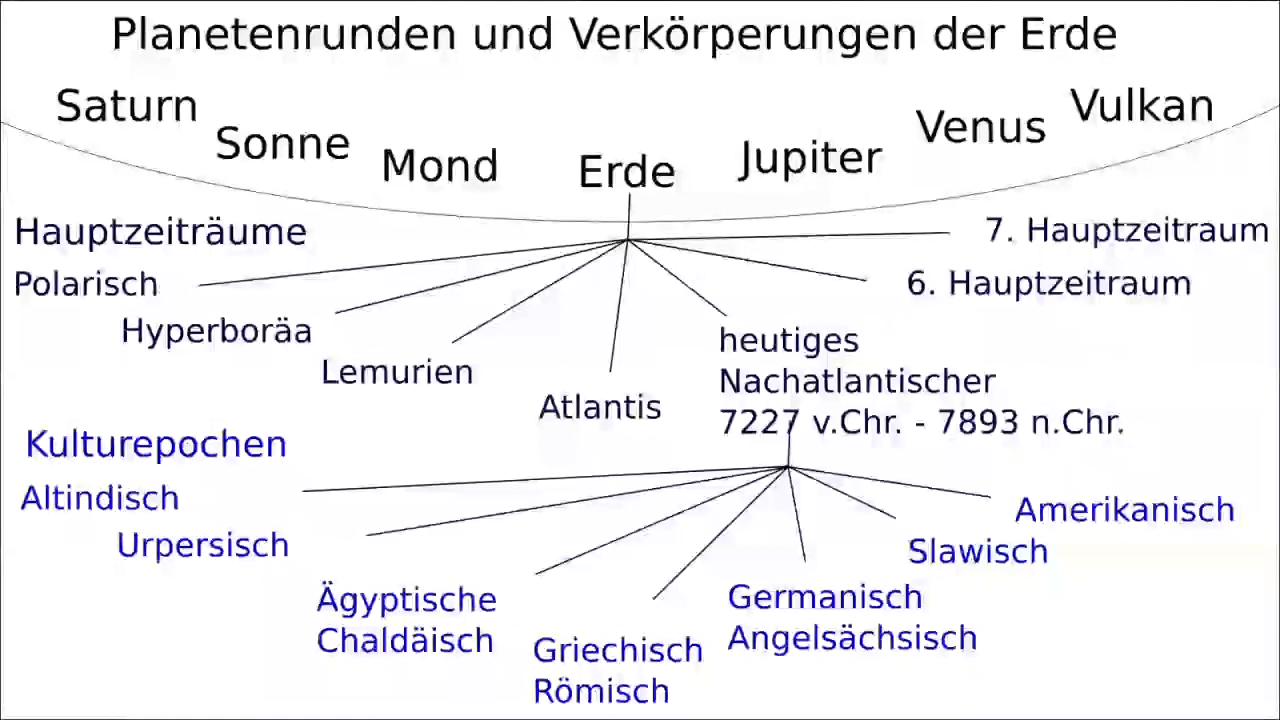 Planetenrunden und Verkörperungen der Erde
Saturn
Sonne
Mond
Erde
Jupiter
Venus
Vulkan
Hauptzeiträume
Polarisch
Hyperboräa
Lemurien
Atlantis
heutiges
Nachatlantischer
7227 v.Chr. - 7893 n.Chr.
6. Hauptzeitraum
7. Hauptzeitraum
Kulturepochen
Altindisch
Urpersisch
Ägyptische
Chaldäisch
Griechisch
Römisch
Germanisch
Angelsächsisch
Slawisch
Amerikanisch